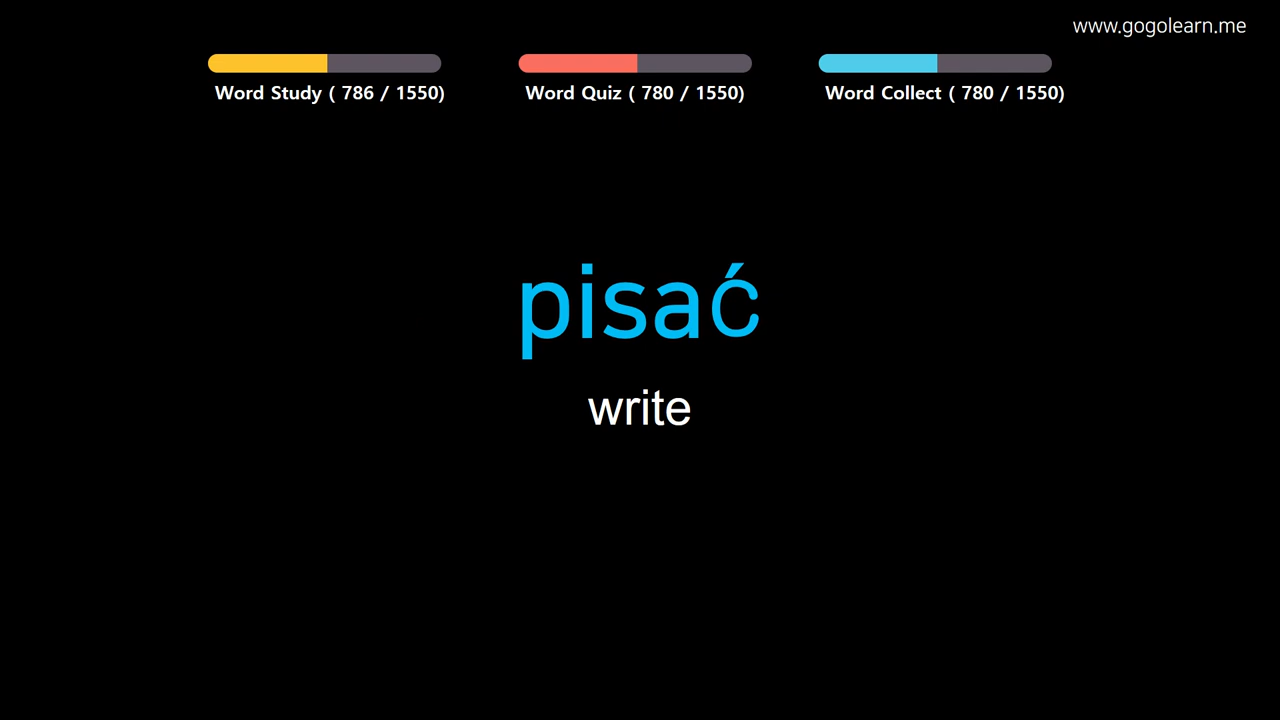 www.gogolearn.me
Word Study ( 786 / 1550)
Word Quiz ( 780 / 1550)
Word Collect ( 780 / 1550)
pisać
write